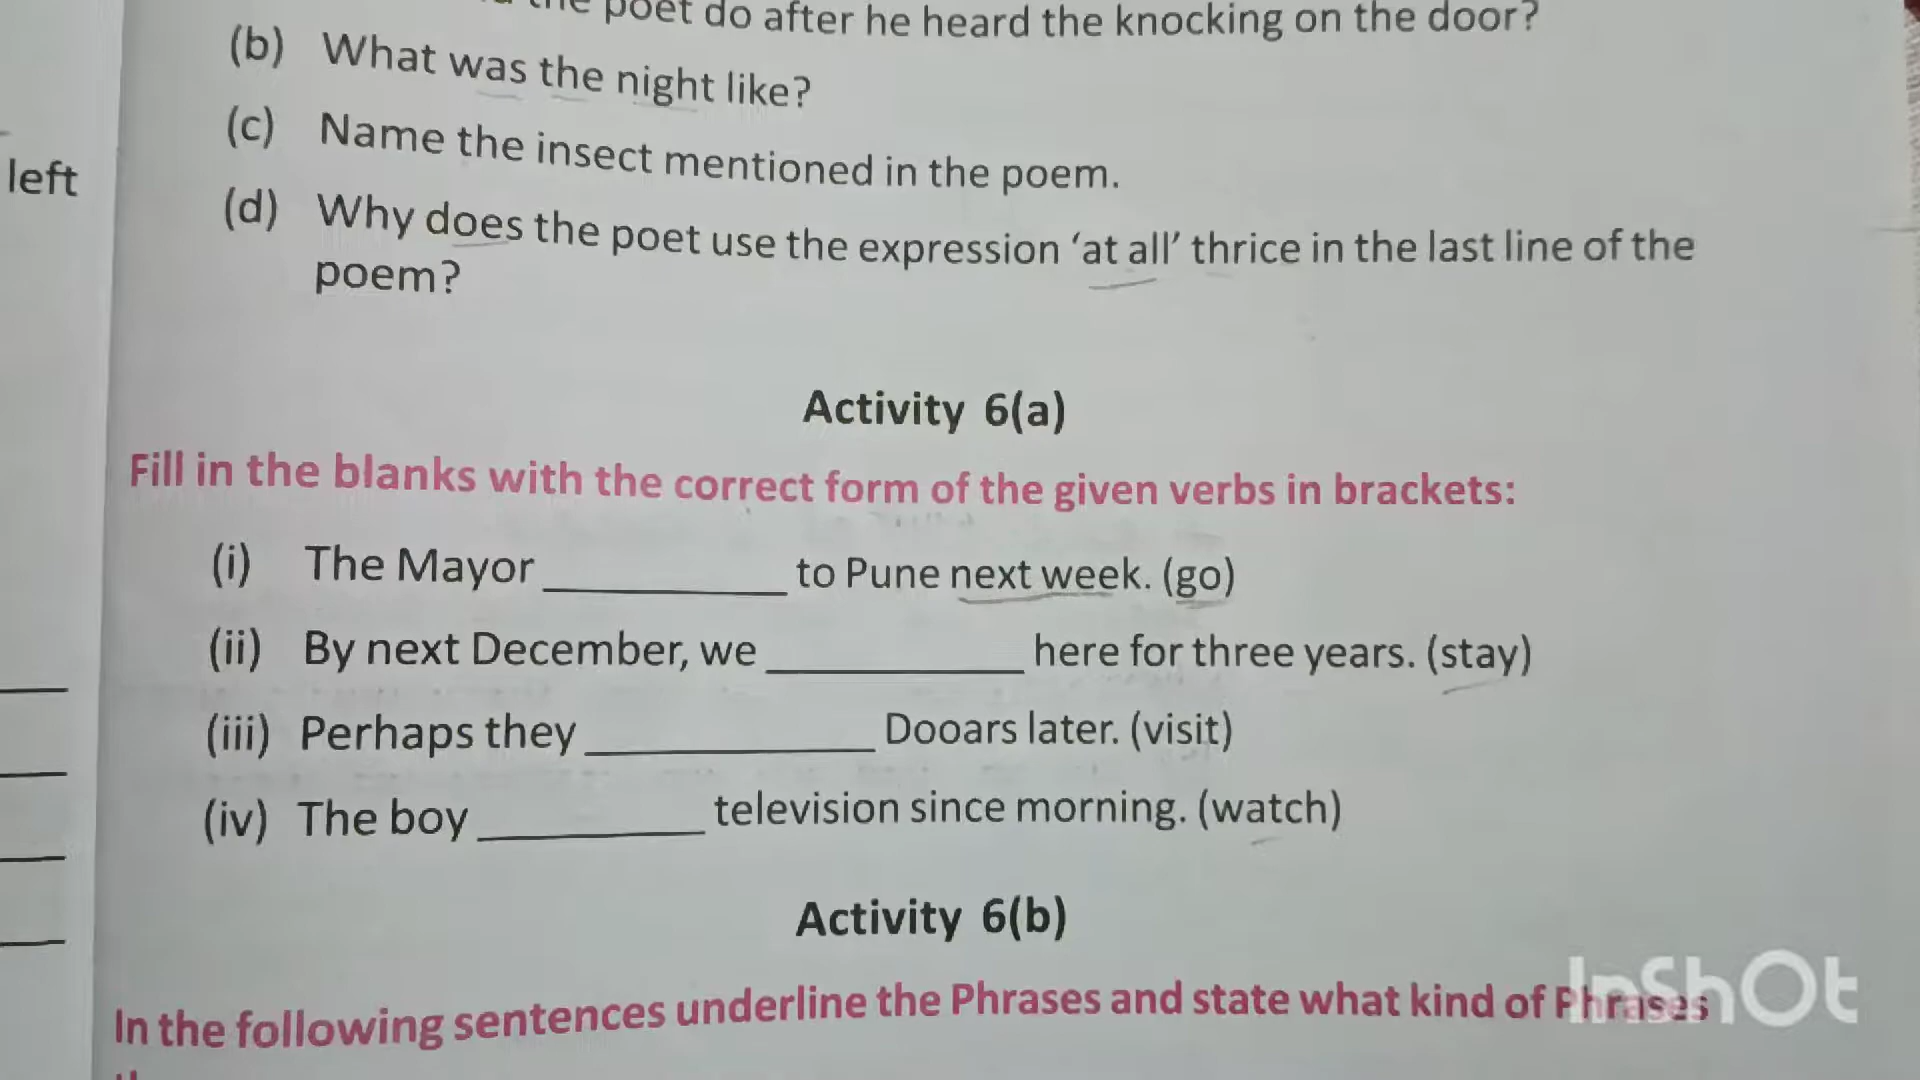 the poet do after he heard the knocking on the door?
(b) What was the night like?
(c) Name the insect mentioned in the poem.
(d) Why does the poet use the expression ‘at all’ thrice in the last line of the
poem?
left
Activity 6(a)
Fill in the blanks with the correct form of the given verbs in brackets:
(i) The Mayor __________ to Pune next week. (go)
(ii) By next December, we __________ here for three years. (stay)
(iii) Perhaps they __________ Dooars later. (visit)
(iv) The boy __________ television since morning. (watch)
Activity 6(b)
In the following sentences underline the Phrases and state what kind of Phrases
InShOt